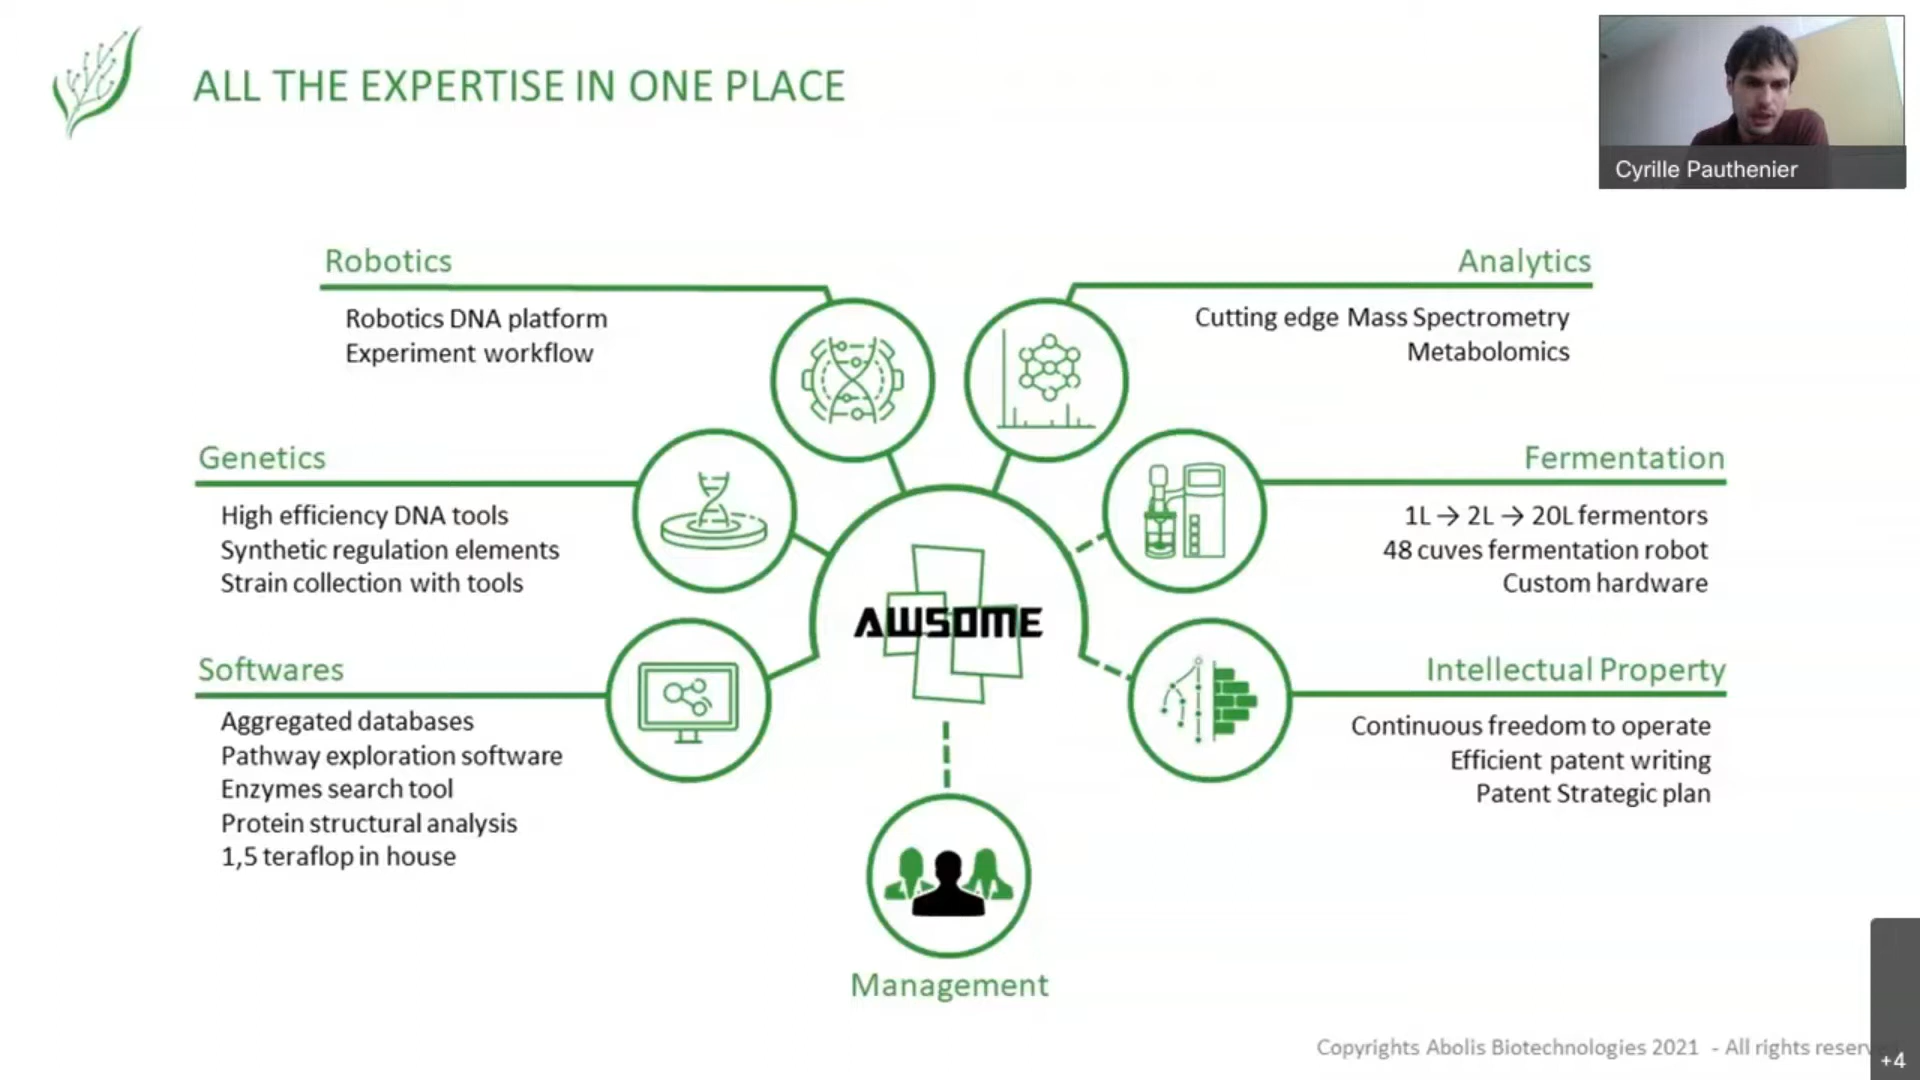 ALL THE EXPERTISE IN ONE PLACE
Cyrille Pauthenier
Robotics
Robotics DNA platform
Experiment workflow
Analytics
Cutting edge Mass Spectrometry
Metabolomics
Genetics
High efficiency DNA tools
Synthetic regulation elements
Strain collection with tools
Fermentation
1L → 2L → 20L fermentors
48 cuves fermentation robot
Custom hardware
AWSOME
Softwares
Aggregated databases
Pathway exploration software
Enzymes search tool
Protein structural analysis
1,5 teraflop in house
Intellectual Property
Continuous freedom to operate
Efficient patent writing
Patent Strategic plan
Management
Copyrights Abolis Biotechnologies 2021 - All rights reser
+4